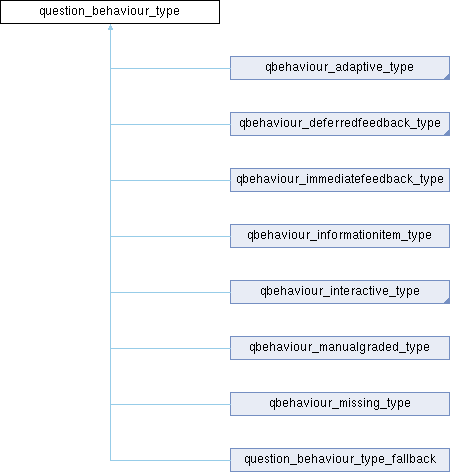 question_behaviour_type
qbehaviour_adaptive_type
qbehaviour_deferredfeedback_type
qbehaviour_immediatefeedback_type
qbehaviour_informationitem_type
qbehaviour_interactive_type
qbehaviour_manualgraded_type
qbehaviour_missing_type
question_behaviour_type_fallback